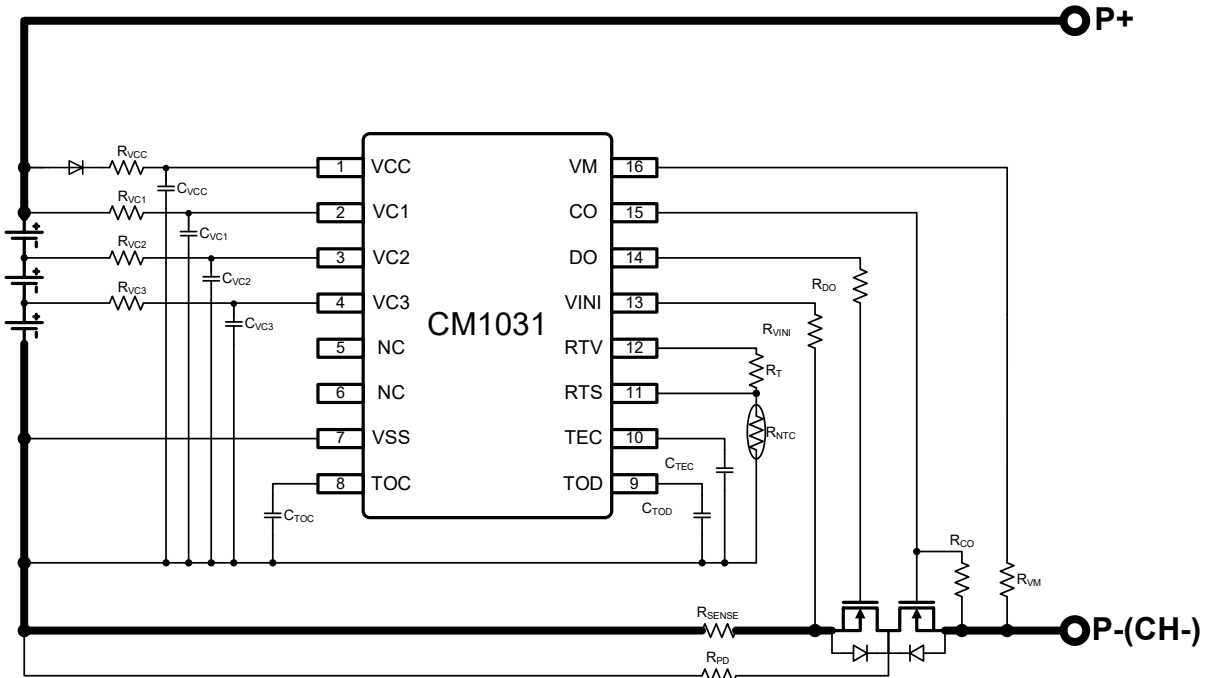 P+
RVCC
1 VCC
VM 16
CVCC
RVC1
2 VC1
CO 15
CVC1
RVC2
3 VC2
DO 14
CVC2
RDO
RVC3
4 VC3
VINI 13
CVC3
CM1031
RVINI
5 NC
RTV 12
RT
6 NC
RTS 11
RNTC
7 VSS
TEC 10
CTEC
8 TOC
TOD 9
CTOC
CTOD
RCO
RVM
RSENSE
P-(CH-)
RPD